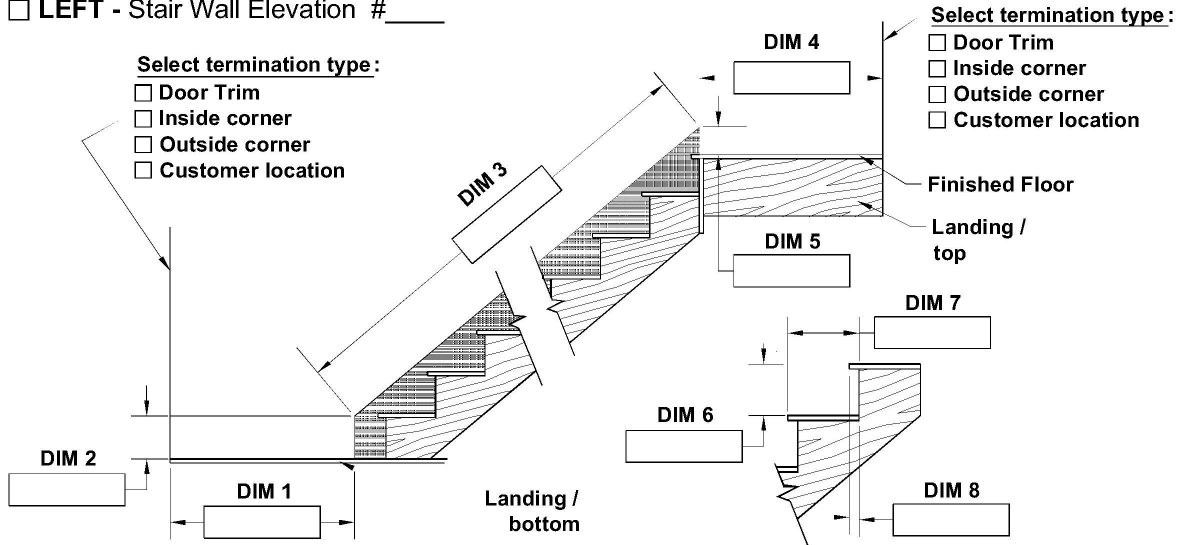 LEFT - Stair Wall Elevation #____
Select termination type:
Door Trim
Inside corner
Outside corner
Customer location
DIM 4
Select termination type:
Door Trim
Inside corner
Outside corner
Customer location
DIM 3
Finished Floor
Landing /
top
DIM 5
DIM 7
DIM 6
DIM 2
DIM 1
Landing /
bottom
DIM 8